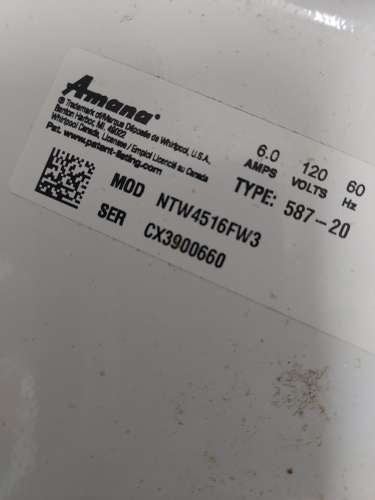 Amana®
® Trademark of/Marque Déposée de Whirlpool, U.S.A.
Benton Harbor, MI. 49022
Whirlpool Canada, Licensee / Emploi Licencié au Canada
Pat. www.patent-listing.com
6.0 120 60
AMPS VOLTS Hz
TYPE: 587-20
MOD NTW4516FW3
SER CX3900660